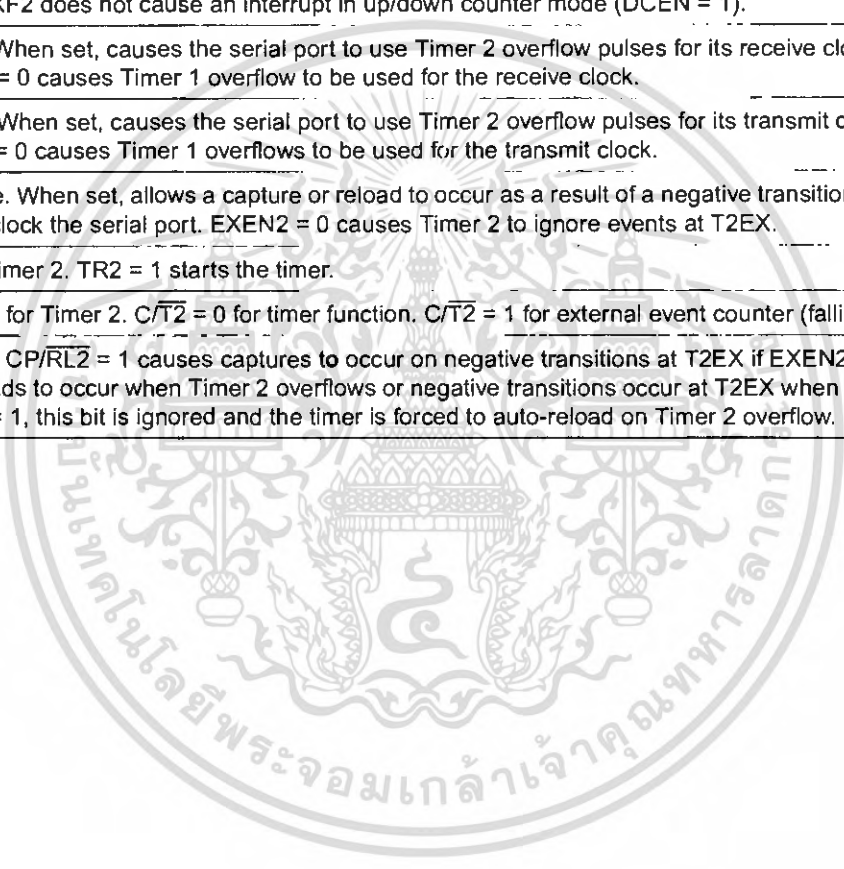 XF2 does not cause an interrupt in up/down counter mode (DCEN = 1).
When set, causes the serial port to use Timer 2 overflow pulses for its receive clo
= 0 causes Timer 1 overflow to be used for the receive clock.
When set, causes the serial port to use Timer 2 overflow pulses for its transmit c
= 0 causes Timer 1 overflows to be used for the transmit clock.
e. When set, allows a capture or reload to occur as a result of a negative transition
clock the serial port. EXEN2 = 0 causes Timer 2 to ignore events at T2EX.
imer 2. TR2 = 1 starts the timer.
for Timer 2. C/T2̅ = 0 for timer function. C/T2̅ = 1 for external event counter (falli
CP/RL2̅ = 1 causes captures to occur on negative transitions at T2EX if EXEN2
ds to occur when Timer 2 overflows or negative transitions occur at T2EX when
= 1, this bit is ignored and the timer is forced to auto-reload on Timer 2 overflow.
สถาบันเทคโนโลยีพระจอมเกล้าเจ้าคุณทหารลาดกระบัง